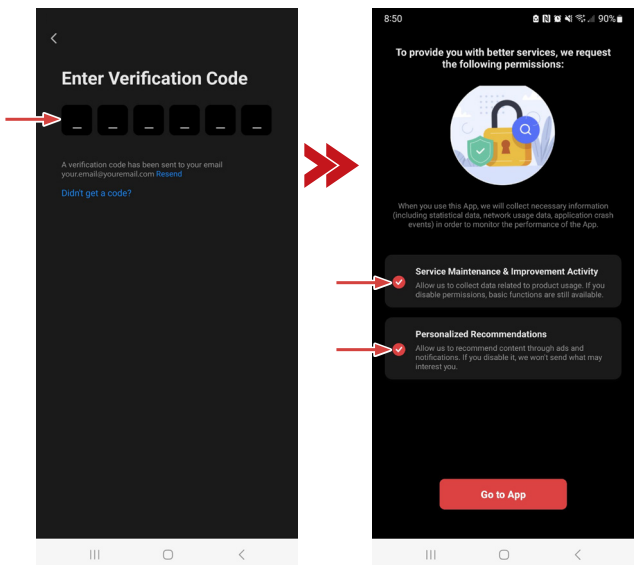 Enter Verification Code
A verification code has been sent to your email
your.email@youremail.com Resend
Didn't get a code?
8:50
90%
To provide you with better services, we request
the following permissions:
When you use this App, we will collect necessary information
(including statistical data, network usage data, application crash
events) in order to monitor the performance of the App.
Service Maintenance & Improvement Activity
Allow us to collect data related to product usage. If you
disable permissions, basic functions are still available.
Personalized Recommendations
Allow us to recommend content through ads and
notifications. If you disable it, we won't send what may
interest you.
Go to App